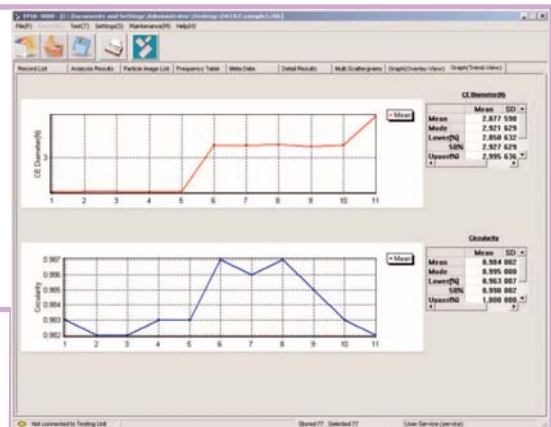 FPIA-3000 - [C:\Documents and Settings\Administrator\Desktop\DATA\
File(F) Test(T) Settings(S) Maintenance(M) Help(H)
Record List Analysis Results Particle Image List Frequency Table Meta Data Detail Results Multi Scattergrams Graph(Overlay-View) Graph(Trend-View)
CE Diameter(N)
3
1 2 3 4 5 6 7 8 9 10 11
Mean
CE Diameter(N)
Mean SD
Mean 2.877
Mode 2.921 629
Lower(%) 2.850 632
50% 2.927 629
Upper(%) 2.995 636
Circularity
0.987
0.986
0.985
0.984
0.983
0.982
1 2 3 4 5 6 7 8 9 10 11
Mean
Circularity
Mean SD
Mean 0.984 002
Mode 0.995 000
Lower(%) 0.963 007
50% 0.990 002
Upper(%) 1.000 000
Not connected to Testing Unit Stored:77 Selected:77 User:Service (service)